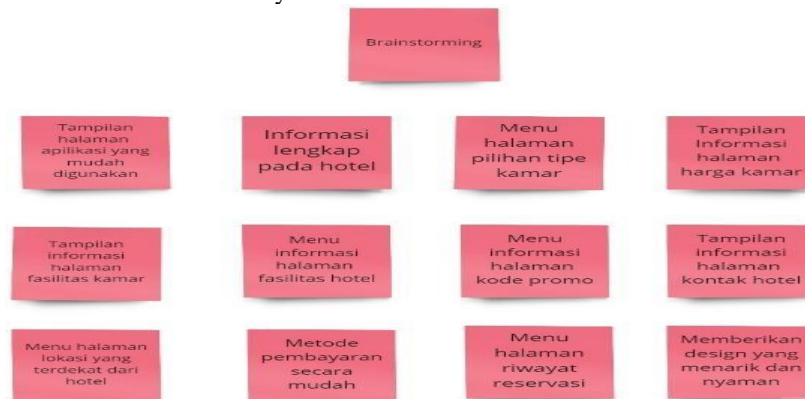 Brainstorming
Tampilan
halaman
apilikasi yang
mudah
digunakan
Informasi
lengkap
pada hotel
Menu
halaman
pilihan tipe
kamar
Tampilan
Informasi
halaman
harga kamar
Tampilan
informasi
halaman
fasilitas kamar
Menu
informasi
halaman
fasilitas hotel
Menu
informasi
halaman
kode promo
Tampilan
informasi
halaman
kontak hotel
Menu halaman
lokasi yang
terdekat dari
hotel
Metode
pembayaran
secara
mudah
Menu
halaman
riwayat
reservasi
Memberikan
design yang
menarik dan
nyaman